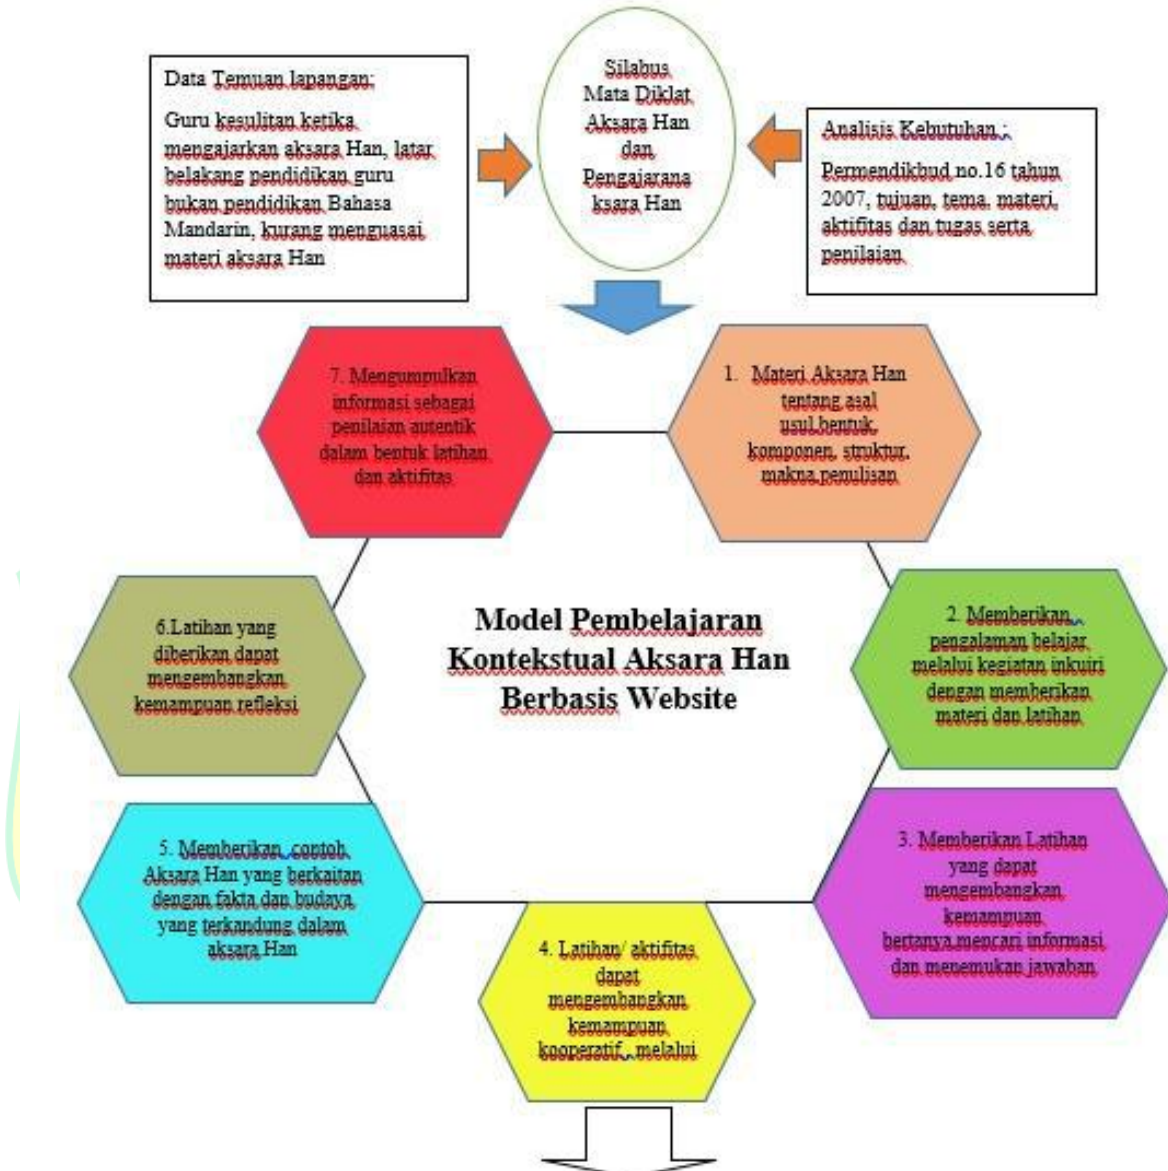 Data Temuan lapangan:
Guru kesulitan ketika
mengajarkan aksara Han, latar
belakang pendidikan guru
bukan pendidikan Bahasa
Mandarin, kurang menguasai
materi aksara Han
Silabus
Mata Diklat
Aksara Han
dan
Pengajarana
ksara Han
Analisis Kebutuhan :
Permendikbud no.16 tahun
2007, tujuan, tema, materi,
aktifitas dan tugas serta
penilaian
7. Mengumpulkan
informasi sebagai
penilaian autentik
dalam bentuk latihan
dan aktifitas
1. Materi Aksara Han
tentang asal
usul,bentuk,
komponen, struktur,
makna,penulisan
Model Pembelajaran
Kontekstual Aksara Han
Berbasis Website
2. Memberikan
pengalaman belajar
melalui kegiatan inkuiri
dengan memberikan
materi dan latihan
3. Memberikan Latihan
yang dapat
mengembangkan
kemampuan
bertanya,mencari informasi
dan menemukan jawaban
4. Latihan/ aktifitas
dapat
mengembangkan
kemampuan
kooperatif , melalui
5. Memberikan contoh
Aksara Han yang berkaitan
dengan fakta dan budaya
yang terkandung dalam
aksara Han
6.Latihan yang
diberikan dapat
mengembangkan
kemampuan refleksi